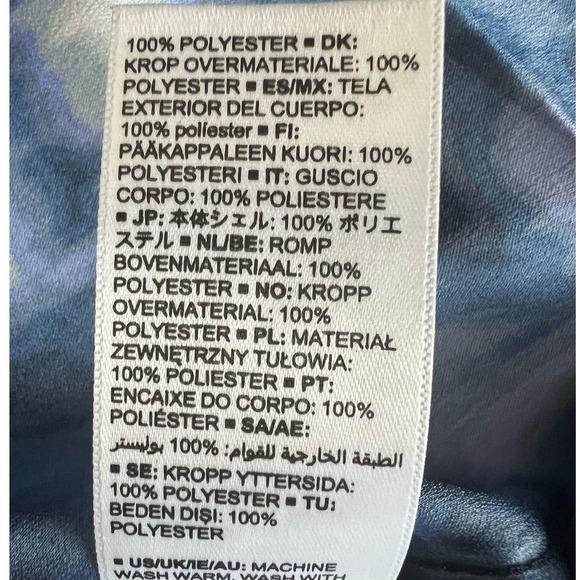 100% POLYESTER ■ DK:
KROP OVERMATERIALE: 100%
POLYESTER ■ ES/MX: TELA
EXTERIOR DEL CUERPO:
100% poliester ■ FI:
PÄÄKAPPALEEN KUORI: 100%
POLYESTERI ■ IT: GUSCIO
CORPO: 100% POLIESTERE
■ JP: 本体シェル: 100% ポリエ
ステル ■ NL/BE: ROMP
BOVENMATERIAAL: 100%
POLYESTER ■ NO: KROPP
OVERMATERIAL: 100%
POLYESTER ■ PL: MATERIAŁ
ZEWNĘTRZNY TUŁOWIA:
100% POLIESTER ■ PT:
ENCAIXE DO CORPO: 100%
POLIÉSTER ■ SA/AE:
الطبقة الخارجية للقوام: 100% بوليستر
■ SE: KROPP YTTERSIDA:
100% POLYESTER ■ TU:
BEDEN DIŞI: 100%
POLYESTER
■ US/UK/IE/AU: MACHINE
WASH WARM, WASH WITH